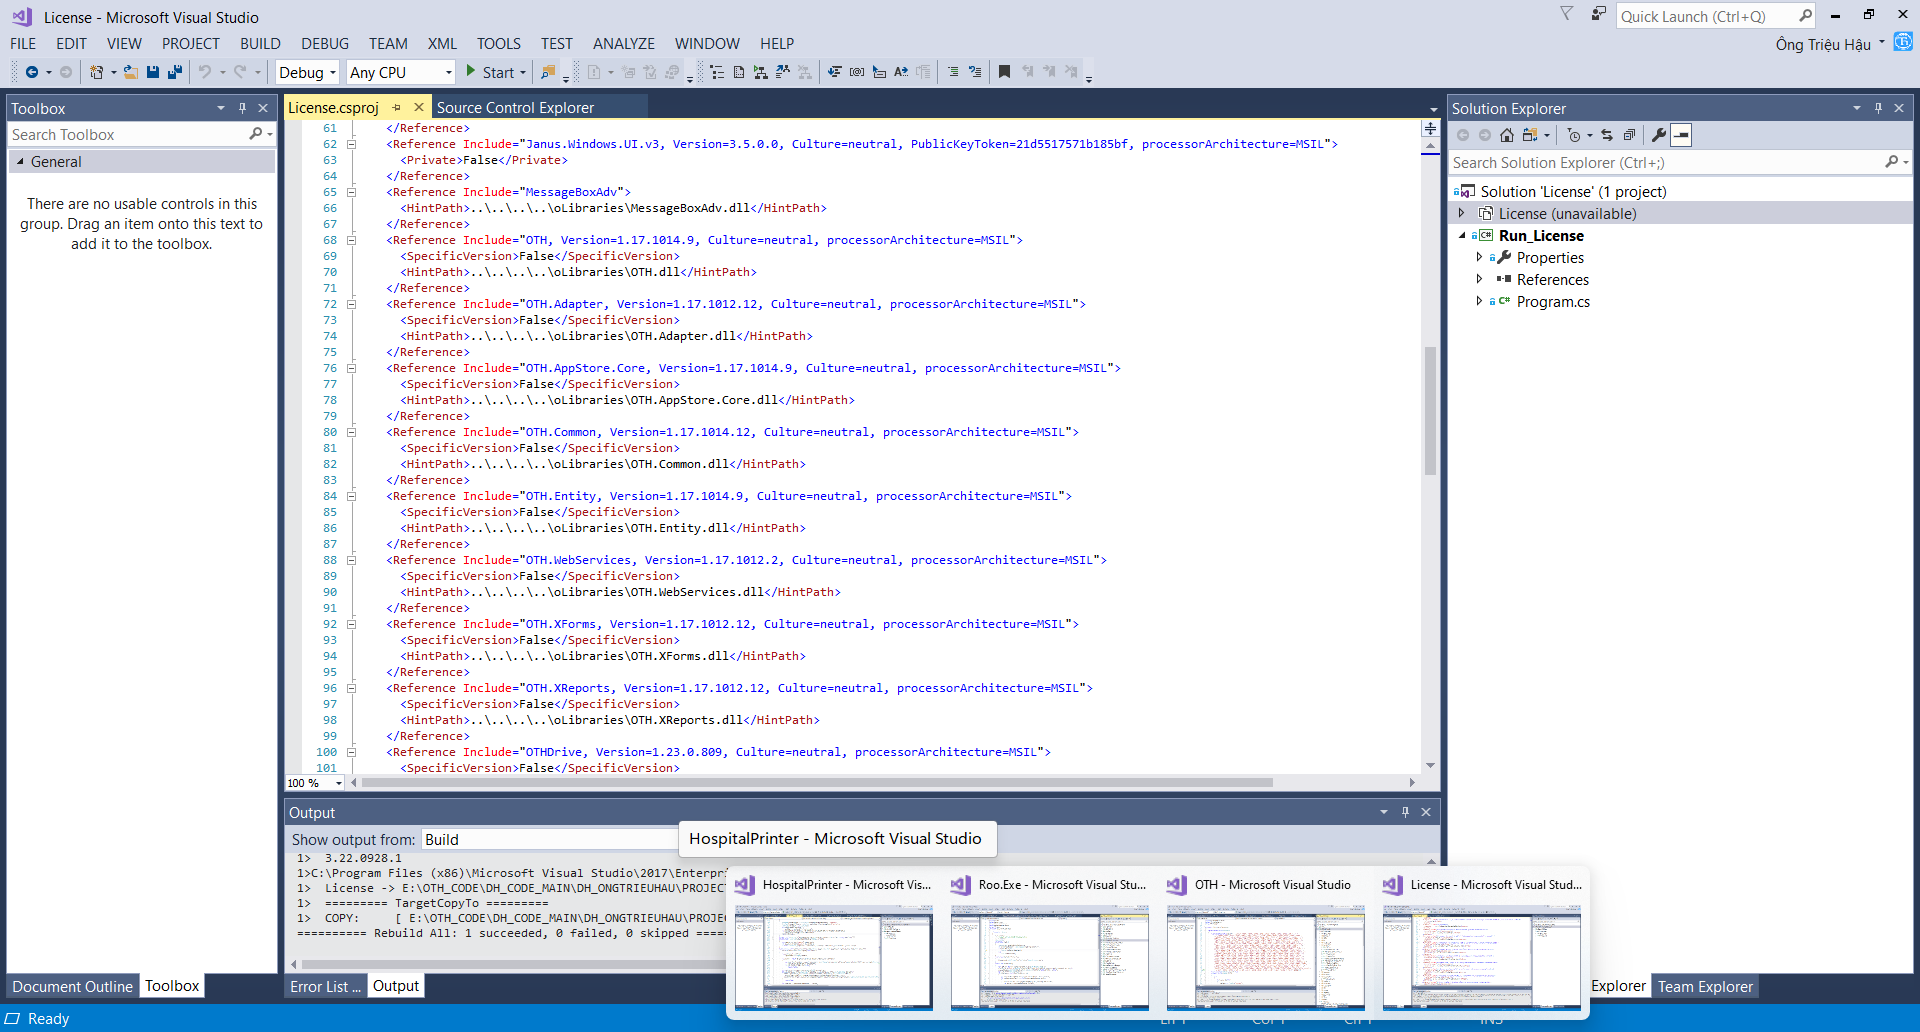 License - Microsoft Visual Studio
Quick Launch (Ctrl+Q)
FILE EDIT VIEW PROJECT BUILD DEBUG TEAM XML TOOLS TEST ANALYZE WINDOW HELP
Ông Triệu Hậu
Debug Any CPU Start
Toolbox
Search Toolbox
General
There are no usable controls in this
group. Drag an item onto this text to
add it to the toolbox.
License.csproj Source Control Explorer
61 </Reference>
62 <Reference Include="Janus.Windows.UI.v3, Version=3.5.0.0, Culture=neutral, PublicKeyToken=21d5517571b185bf, processorArchitecture=MSIL">
63 <Private>False</Private>
64 </Reference>
65 <Reference Include="MessageBoxAdv">
66 <HintPath>..\..\..\..\oLibraries\MessageBoxAdv.dll</HintPath>
67 </Reference>
68 <Reference Include="OTH, Version=1.17.1014.9, Culture=neutral, processorArchitecture=MSIL">
69 <SpecificVersion>False</SpecificVersion>
70 <HintPath>..\..\..\..\oLibraries\OTH.dll</HintPath>
71 </Reference>
72 <Reference Include="OTH.Adapter, Version=1.17.1012.12, Culture=neutral, processorArchitecture=MSIL">
73 <SpecificVersion>False</SpecificVersion>
74 <HintPath>..\..\..\..\oLibraries\OTH.Adapter.dll</HintPath>
75 </Reference>
76 <Reference Include="OTH.AppStore.Core, Version=1.17.1014.9, Culture=neutral, processorArchitecture=MSIL">
77 <SpecificVersion>False</SpecificVersion>
78 <HintPath>..\..\..\..\oLibraries\OTH.AppStore.Core.dll</HintPath>
79 </Reference>
80 <Reference Include="OTH.Common, Version=1.17.1014.12, Culture=neutral, processorArchitecture=MSIL">
81 <SpecificVersion>False</SpecificVersion>
82 <HintPath>..\..\..\..\oLibraries\OTH.Common.dll</HintPath>
83 </Reference>
84 <Reference Include="OTH.Entity, Version=1.17.1014.9, Culture=neutral, processorArchitecture=MSIL">
85 <SpecificVersion>False</SpecificVersion>
86 <HintPath>..\..\..\..\oLibraries\OTH.Entity.dll</HintPath>
87 </Reference>
88 <Reference Include="OTH.WebServices, Version=1.17.1012.2, Culture=neutral, processorArchitecture=MSIL">
89 <SpecificVersion>False</SpecificVersion>
90 <HintPath>..\..\..\..\oLibraries\OTH.WebServices.dll</HintPath>
91 </Reference>
92 <Reference Include="OTH.XForms, Version=1.17.1012.12, Culture=neutral, processorArchitecture=MSIL">
93 <SpecificVersion>False</SpecificVersion>
94 <HintPath>..\..\..\..\oLibraries\OTH.XForms.dll</HintPath>
95 </Reference>
96 <Reference Include="OTH.XReports, Version=1.17.1012.12, Culture=neutral, processorArchitecture=MSIL">
97 <SpecificVersion>False</SpecificVersion>
98 <HintPath>..\..\..\..\oLibraries\OTH.XReports.dll</HintPath>
99 </Reference>
100 <Reference Include="OTHDrive, Version=1.23.0.809, Culture=neutral, processorArchitecture=MSIL">
101 <SpecificVersion>False</SpecificVersion>
100 %
Solution Explorer
Search Solution Explorer (Ctrl+;)
Solution 'License' (1 project)
License (unavailable)
Run_License
Properties
References
Program.cs
Output
Show output from: Build
1> 3.22.0928.1
1>C:\Program Files (x86)\Microsoft Visual Studio\2017\Enterpri
1> License -> E:\OTH_CODE\DH_CODE_MAIN\DH_ONGTRIEUHAU\PROJECT
1> ========= TargetCopyTo =========
1> COPY: [ E:\OTH_CODE\DH_CODE_MAIN\DH_ONGTRIEUHAU\PROJEC
========== Rebuild All: 1 succeeded, 0 failed, 0 skipped =====
HospitalPrinter - Microsoft Visual Studio
HospitalPrinter - Microsoft Vis...
Roo.Exe - Microsoft Visual Stu...
OTH - Microsoft Visual Studio
License - Microsoft Visual Stud...
Document Outline Toolbox
Error List ... Output
Explorer Team Explorer
Ready